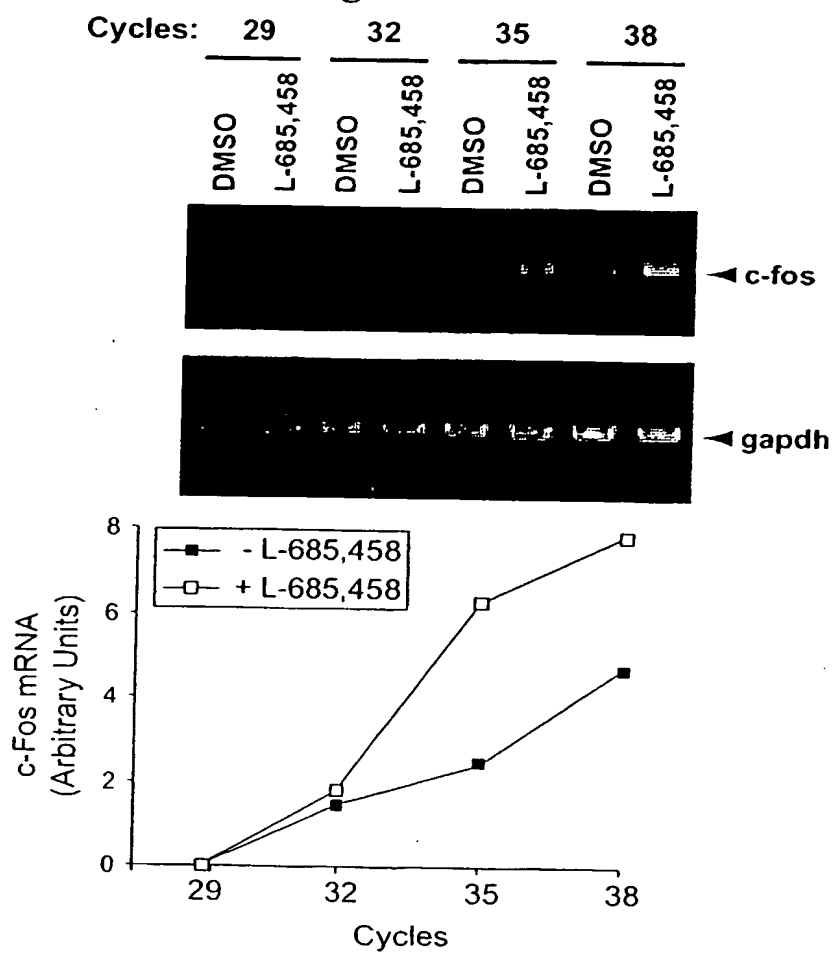 Cycles: 29 32 35 38
DMSO L-685,458 DMSO L-685,458 DMSO L-685,458 DMSO L-685,458
c-fos
gapdh
8
- L-685,458
+ L-685,458
6
4
2
0
c-Fos mRNA
(Arbitrary Units)
29 32 35 38
Cycles